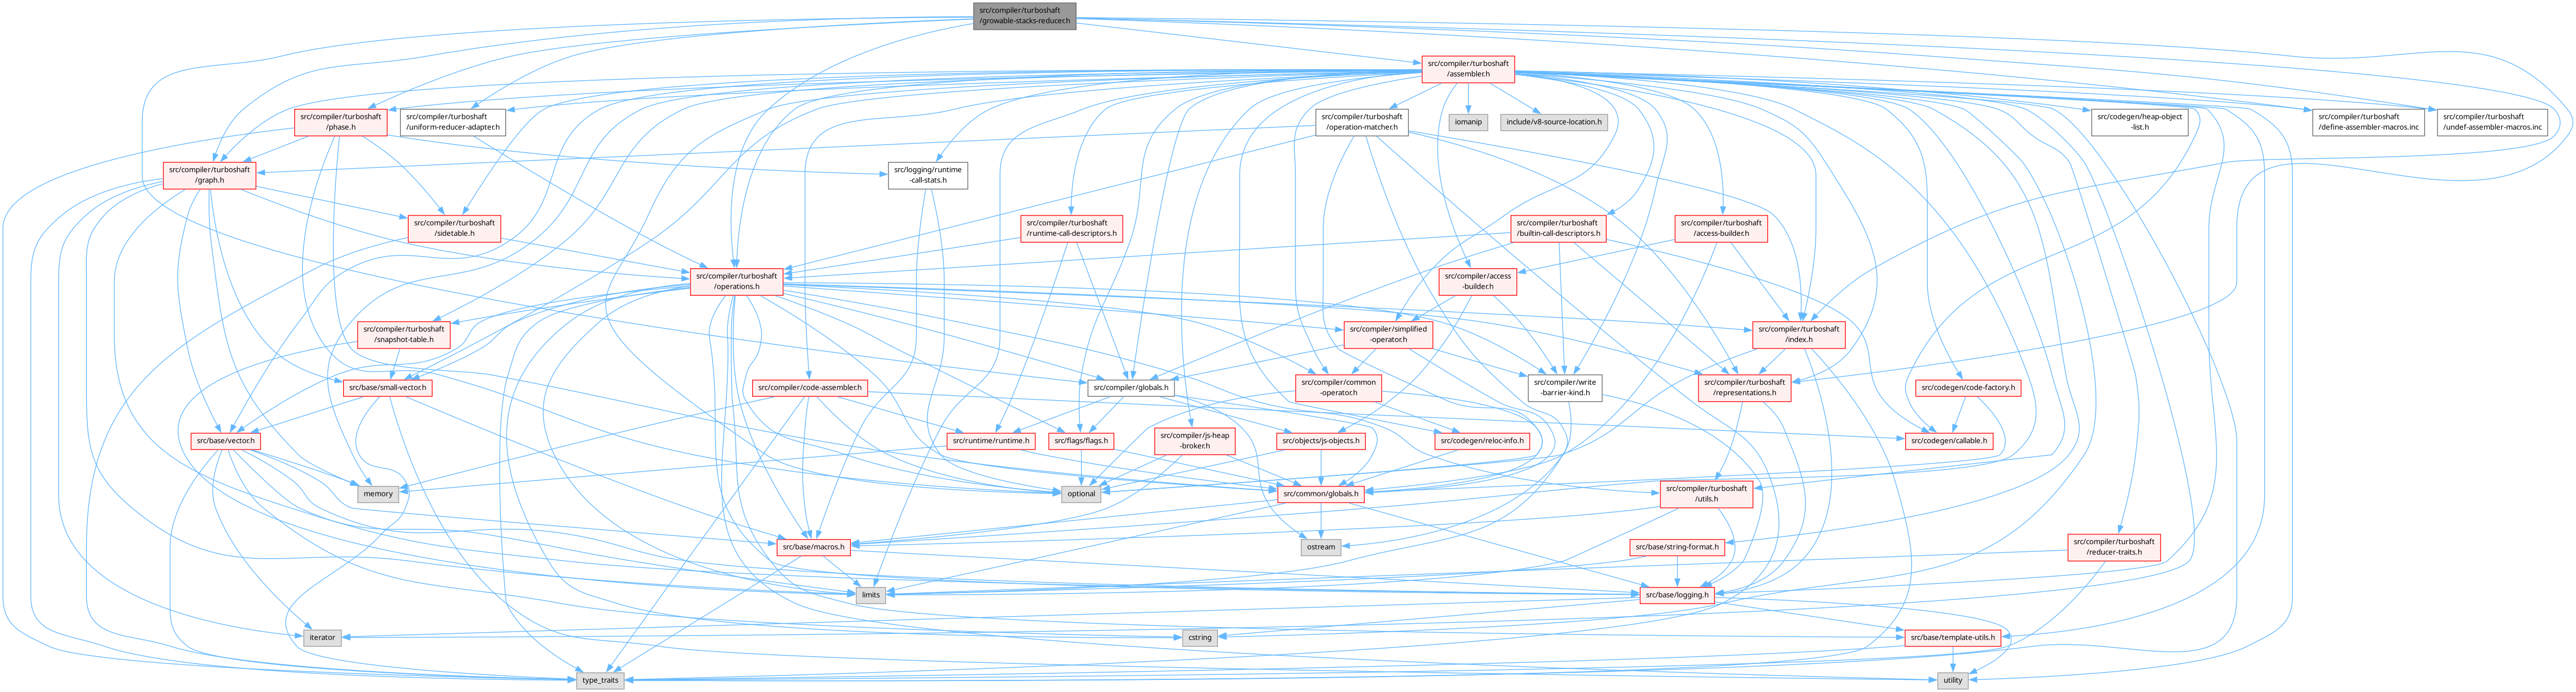 src/compiler/turboshaft
/growable-stacks-reducer.h
src/compiler/turboshaft
/assembler.h
src/compiler/turboshaft
/phase.h
src/compiler/turboshaft
/uniform-reducer-adapter.h
src/compiler/turboshaft
/operation-matcher.h
iomanip
include/v8-source-location.h
src/codegen/heap-object
-list.h
src/compiler/turboshaft
/define-assembler-macros.inc
src/compiler/turboshaft
/undef-assembler-macros.inc
src/compiler/turboshaft
/graph.h
src/logging/runtime
-call-stats.h
src/compiler/turboshaft
/sidetable.h
src/compiler/turboshaft
/runtime-call-descriptors.h
src/compiler/turboshaft
/builtin-call-descriptors.h
src/compiler/turboshaft
/access-builder.h
src/compiler/turboshaft
/operations.h
src/compiler/access
-builder.h
src/compiler/turboshaft
/snapshot-table.h
src/compiler/simplified
-operator.h
src/compiler/turboshaft
/index.h
src/base/small-vector.h
src/compiler/code-assembler.h
src/compiler/globals.h
src/compiler/common
-operator.h
src/compiler/write
-barrier-kind.h
src/compiler/turboshaft
/representations.h
src/codegen/code-factory.h
src/base/vector.h
src/runtime/runtime.h
src/flags/flags.h
src/compiler/js-heap
-broker.h
src/objects/js-objects.h
src/codegen/reloc-info.h
src/codegen/callable.h
memory
optional
src/common/globals.h
src/compiler/turboshaft
/utils.h
src/base/macros.h
ostream
src/base/string-format.h
src/compiler/turboshaft
/reducer-traits.h
limits
src/base/logging.h
iterator
cstring
src/base/template-utils.h
type_traits
utility